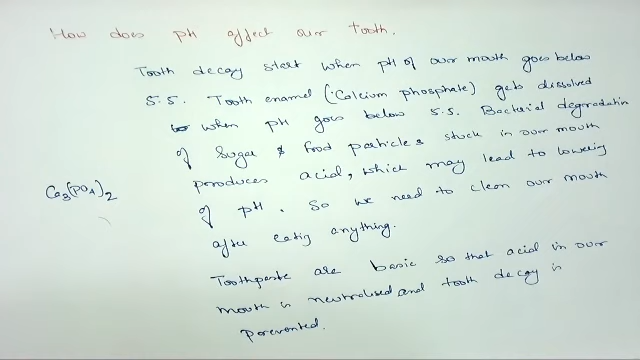 How does pH affect our tooth.
Tooth decay start when pH of our mouth goes below
5.5. Tooth enamel (Calcium phosphate) gets dissolved
when pH goes below 5.5. Bacterial degradation
of Sugar & food particles stuck in our mouth
produces acid, which may lead to lowering
Ca3(PO4)2
of pH. So we need to clean our mouth
after eating anything.
Toothpaste are basic so that acid in our
mouth is neutralised and tooth decay is
prevented.